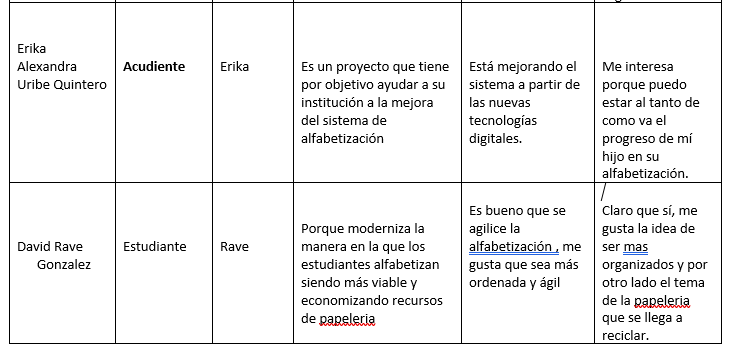 Erika
Alexandra
Uribe Quintero
Acudiente
Erika
Es un proyecto que tiene
por objetivo ayudar a su
institución a la mejora
del sistema de
alfabetización
Está mejorando el
sistema a partir de
las nuevas
tecnologías
digitales.
Me interesa
porque puedo
estar al tanto de
como va el
progreso de mí
hijo en su
alfabetización.
/
David Rave
Gonzalez
Estudiante
Rave
Porque moderniza la
manera en la que los
estudiantes alfabetizan
siendo más viable y
economizando recursos
de papeleria
Es bueno que se
agilice la
alfabetización , me
gusta que sea más
ordenada y ágil
Claro que sí, me
gusta la idea de
ser mas
organizados y por
otro lado el tema
de la papeleria
que se llega a
reciclar.